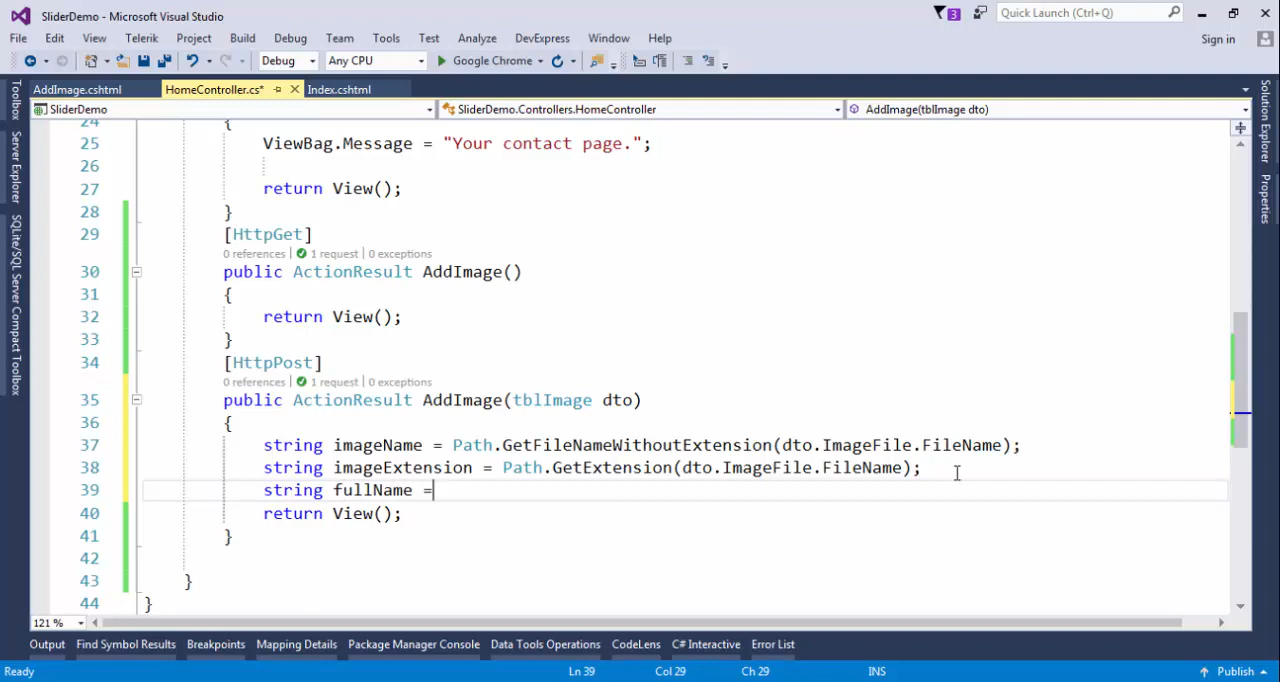 SliderDemo - Microsoft Visual Studio
3
Quick Launch (Ctrl+Q)
File Edit View Telerik Project Build Debug Team Tools Test Analyze DevExpress Window Help
Sign in
Debug Any CPU Google Chrome
AddImage.cshtml HomeController.cs* Index.cshtml
SliderDemo SliderDemo.Controllers.HomeController AddImage(tblImage dto)
Toolbox
Server Explorer
SQLite/SQL Server Compact Toolbox
Solution Explorer
Properties
24 {
25 ViewBag.Message = "Your contact page.";
26
27 return View();
28 }
29 [HttpGet]
0 references | 1 request | 0 exceptions
30 public ActionResult AddImage()
31 {
32 return View();
33 }
34 [HttpPost]
0 references | 1 request | 0 exceptions
35 public ActionResult AddImage(tblImage dto)
36 {
37 string imageName = Path.GetFileNameWithoutExtension(dto.ImageFile.FileName);
38 string imageExtension = Path.GetExtension(dto.ImageFile.FileName);
39 string fullName =
40 return View();
41 }
42
43 }
44 }
121 %
Output Find Symbol Results Breakpoints Mapping Details Package Manager Console Data Tools Operations CodeLens C# Interactive Error List
Ready Ln 39 Col 29 Ch 29 INS Publish